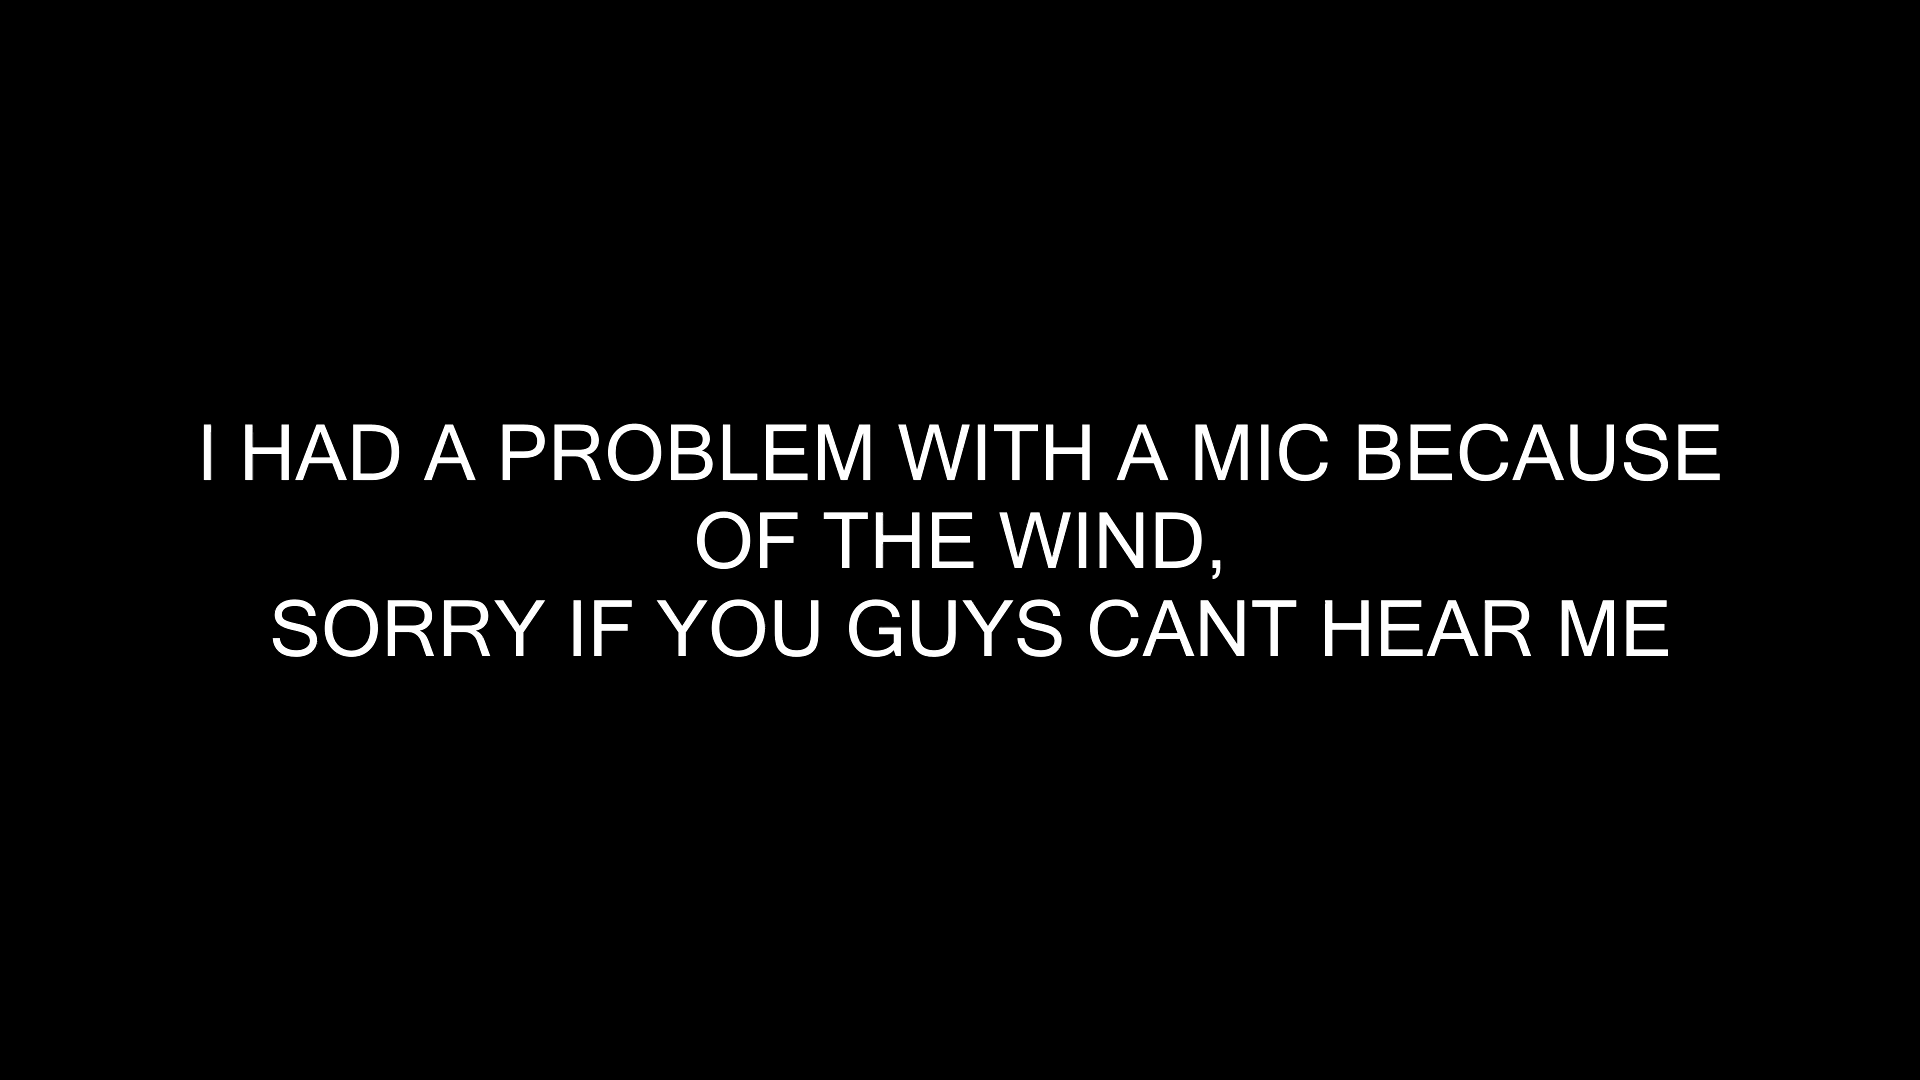 I HAD A PROBLEM WITH A MIC BECAUSE
OF THE WIND,
SORRY IF YOU GUYS CANT HEAR ME